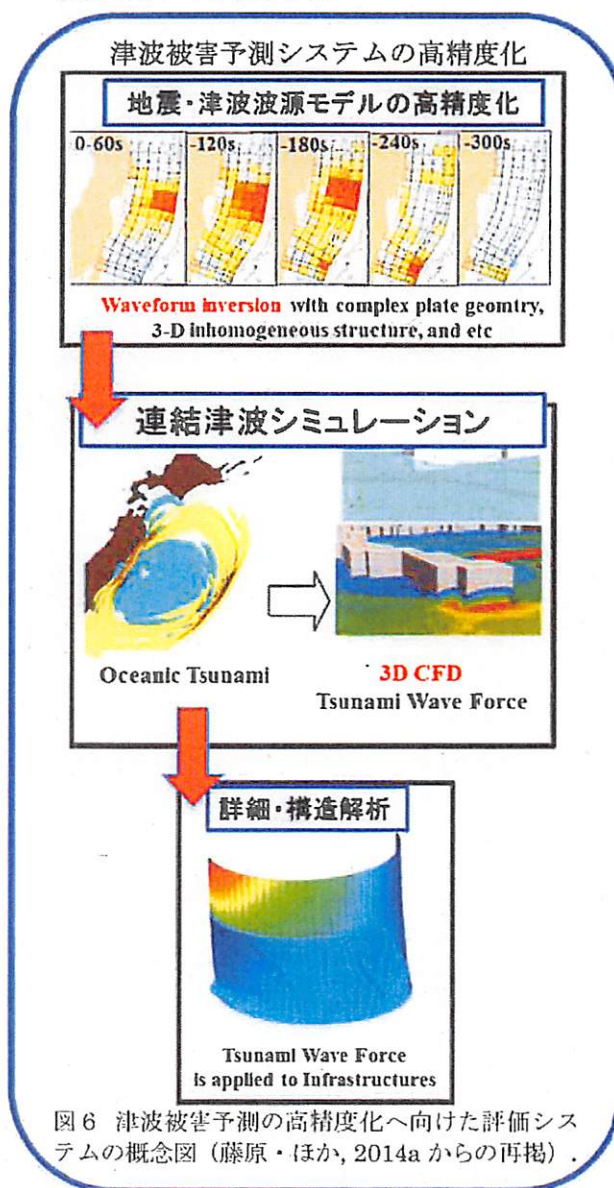 津波被害予測システムの高精度化
地震・津波波源モデルの高精度化
0-60s
-120s
-180s
-240s
-300s
Waveform inversion with complex plate geomtry,
3-D inhomogeneous structure, and etc
連結津波シミュレーション
Oceanic Tsunami
3D CFD
Tsunami Wave Force
詳細・構造解析
Tsunami Wave Force
is applied to Infrastructures
図6 津波被害予測の高精度化へ向けた評価シス
テムの概念図（藤原・ほか, 2014a からの再掲）.